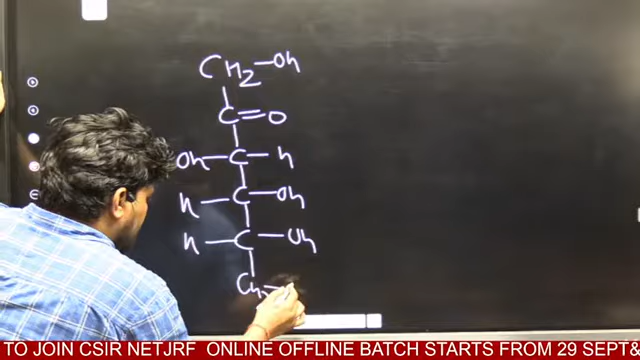 CH2-Oh
C=O
Oh-C-h
h-C-Oh
h-C-Oh
Ch
TO JOIN CSIR NETJRF ONLINE OFFLINE BATCH STARTS FROM 29 SEPT&